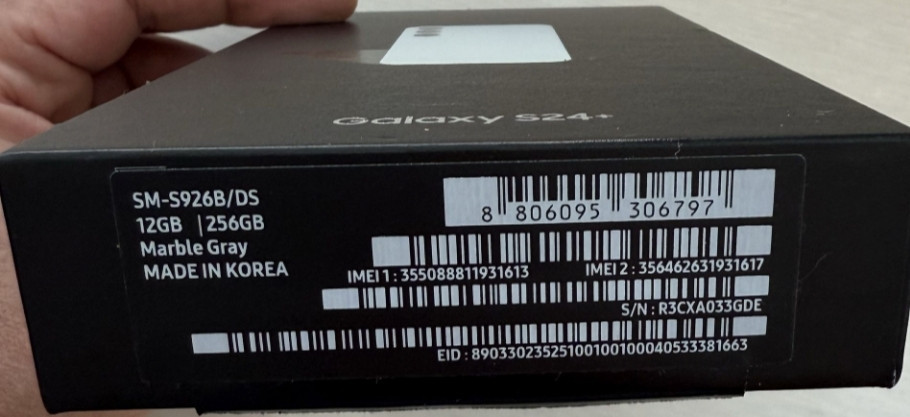 Galaxy S24+
SM-S926B/DS
12GB | 256GB
Marble Gray
MADE IN KOREA
8 806095 306797
IMEI 1 : 355088811931613 IMEI 2 : 356462631931617
S/N : R3CXA033GDE
EID : 89033023525100100100040533381663